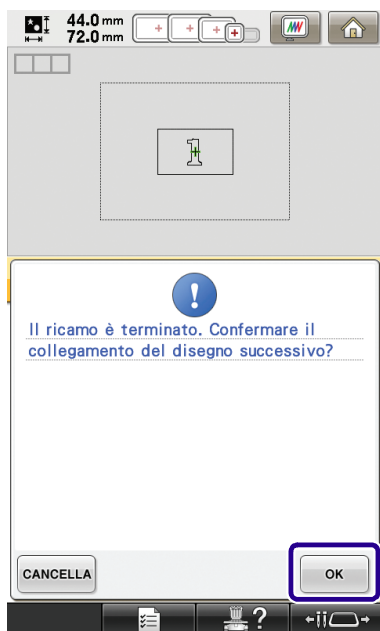 44.0 mm
72.0 mm
1
Il ricamo è terminato. Confermare il
collegamento del disegno successivo?
CANCELLA
OK
?